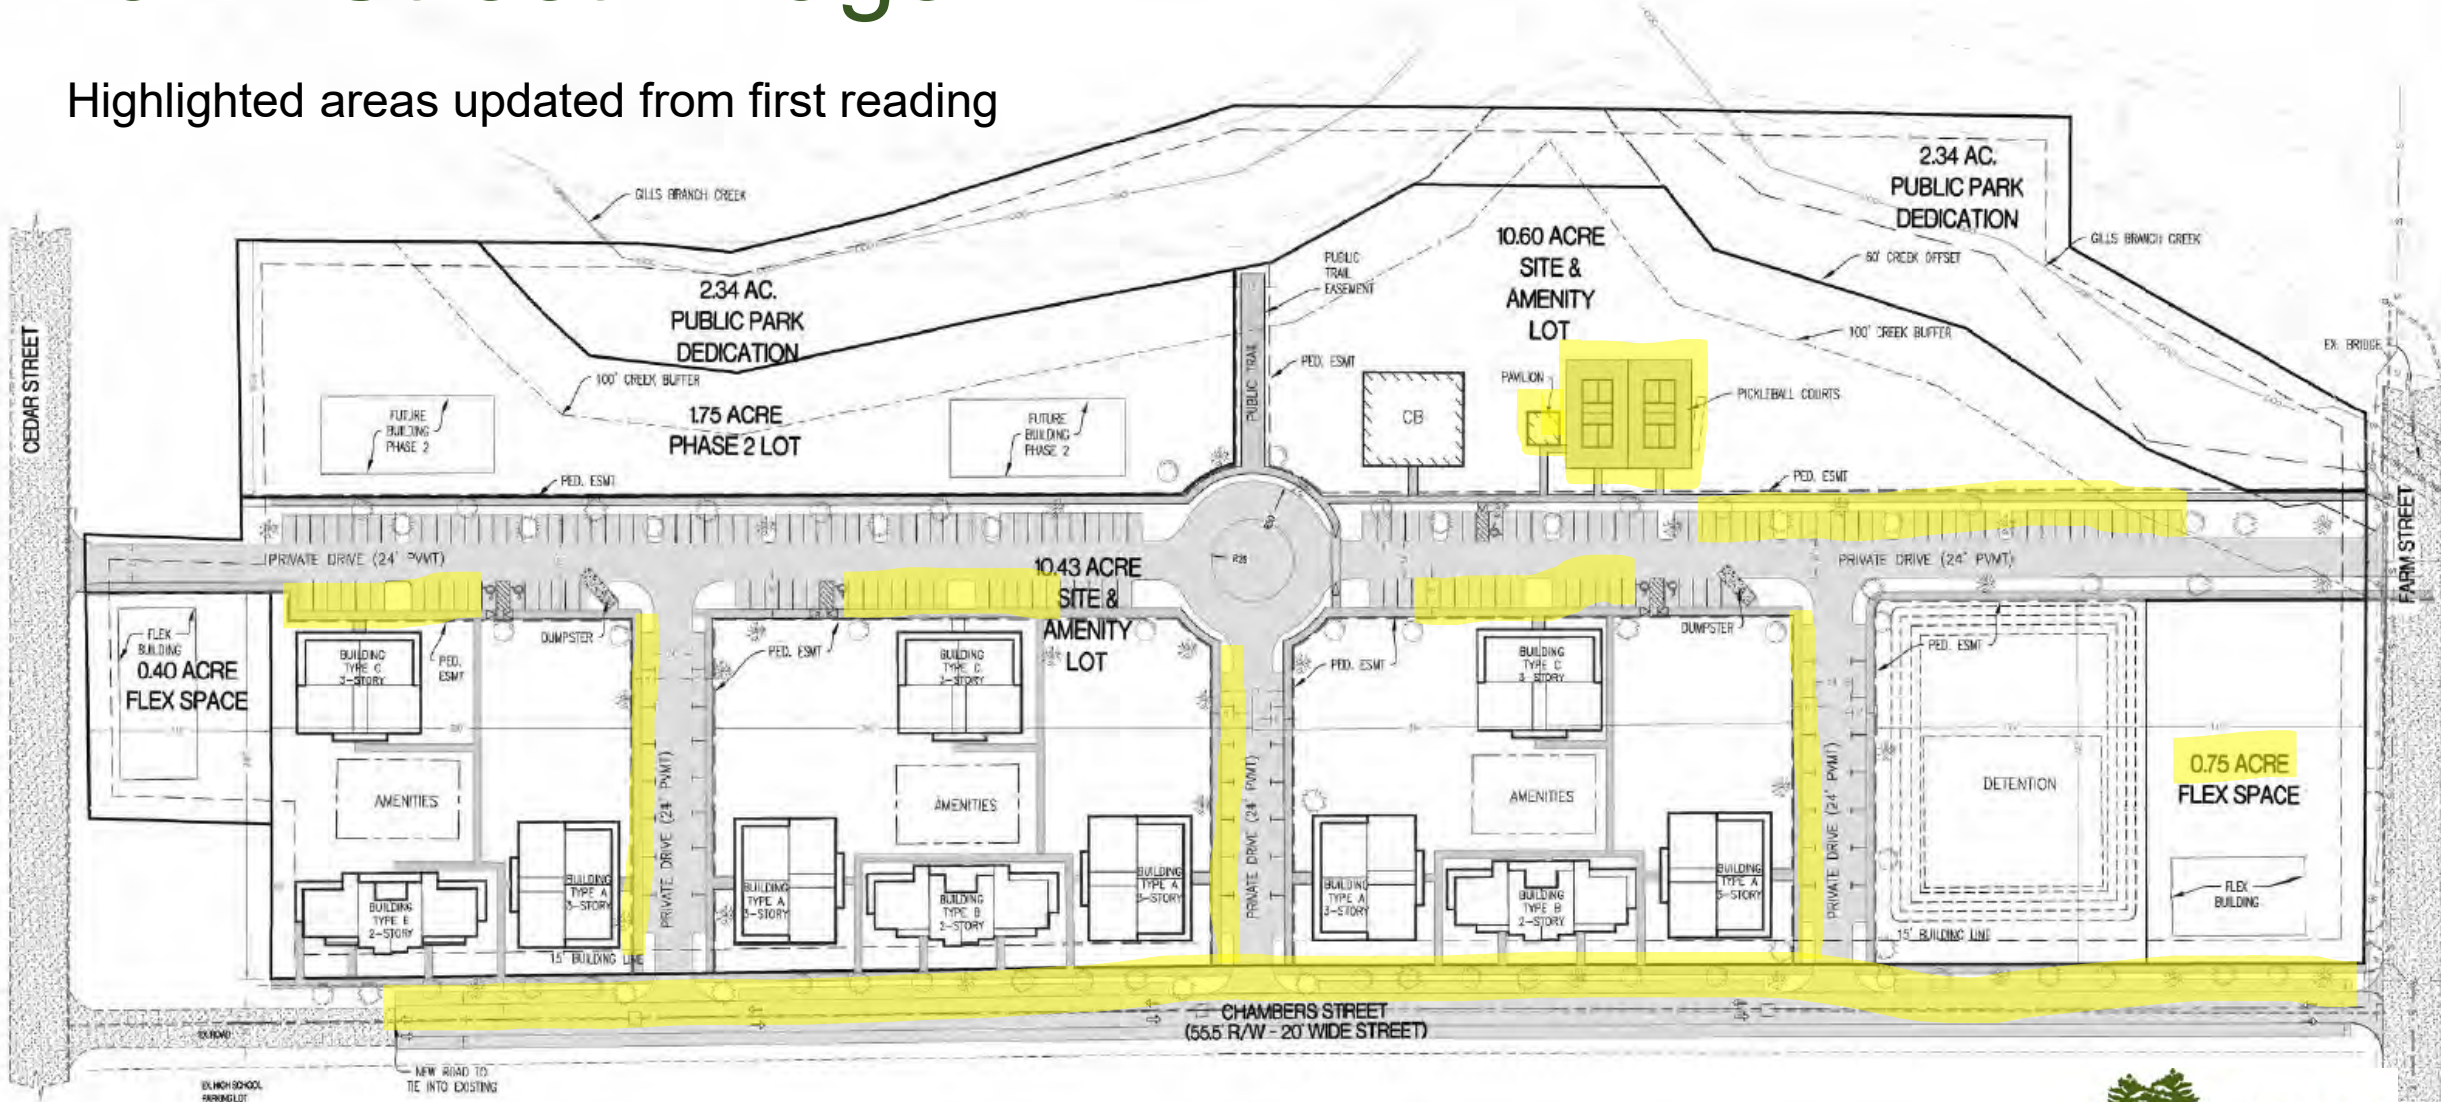 Highlighted areas updated from first reading
GILLS BRANCH CREEK
2.34 AC.
PUBLIC PARK
DEDICATION
GILLS BRANCH CREEK
60' CREEK OFFSET
100' CREEK BUFFER
10.60 ACRE
SITE &
AMENITY
LOT
PUBLIC
TRAIL
EASEMENT
2.34 AC.
PUBLIC PARK
DEDICATION
100' CREEK BUFFER
1.75 ACRE
PHASE 2 LOT
FUTURE
BUILDING
PHASE 2
FUTURE
BUILDING
PHASE 2
PUBLIC TRAIL
PED. ESMT
CB
PAVILION
PICKLEBALL COURTS
EX. BRIDGE
CEDAR STREET
FARM STREET
PED. ESMT
PED. ESMT
PRIVATE DRIVE (24' PVMT)
10.43 ACRE
SITE &
AMENITY
LOT
R26
PRIVATE DRIVE (24' PVMT)
FLEX
BUILDING
0.40 ACRE
FLEX SPACE
BUILDING
TYPE C
3-STORY
PED.
ESMT
DUMPSTER
PED. ESMT
BUILDING
TYPE C
3-STORY
PED. ESMT
BUILDING
TYPE C
3-STORY
DUMPSTER
PED. ESMT
AMENITIES
AMENITIES
AMENITIES
DETENTION
0.75 ACRE
FLEX SPACE
PRIVATE DRIVE (24' PVMT)
PRIVATE DRIVE (24' PVMT)
PRIVATE DRIVE (24' PVMT)
BUILDING
TYPE E
2-STORY
BUILDING
TYPE A
3-STORY
BUILDING
TYPE A
3-STORY
BUILDING
TYPE B
2-STORY
BUILDING
TYPE A
3-STORY
BUILDING
TYPE A
3-STORY
BUILDING
TYPE B
2-STORY
BUILDING
TYPE A
3-STORY
FLEX
BUILDING
15' BUILDING LINE
15' BUILDING LINE
CHAMBERS STREET
(55.5' R/W - 20' WIDE STREET)
EX. ROAD
NEW ROAD TO
TIE INTO EXISTING
EX. HIGH SCHOOL
PARKING LOT